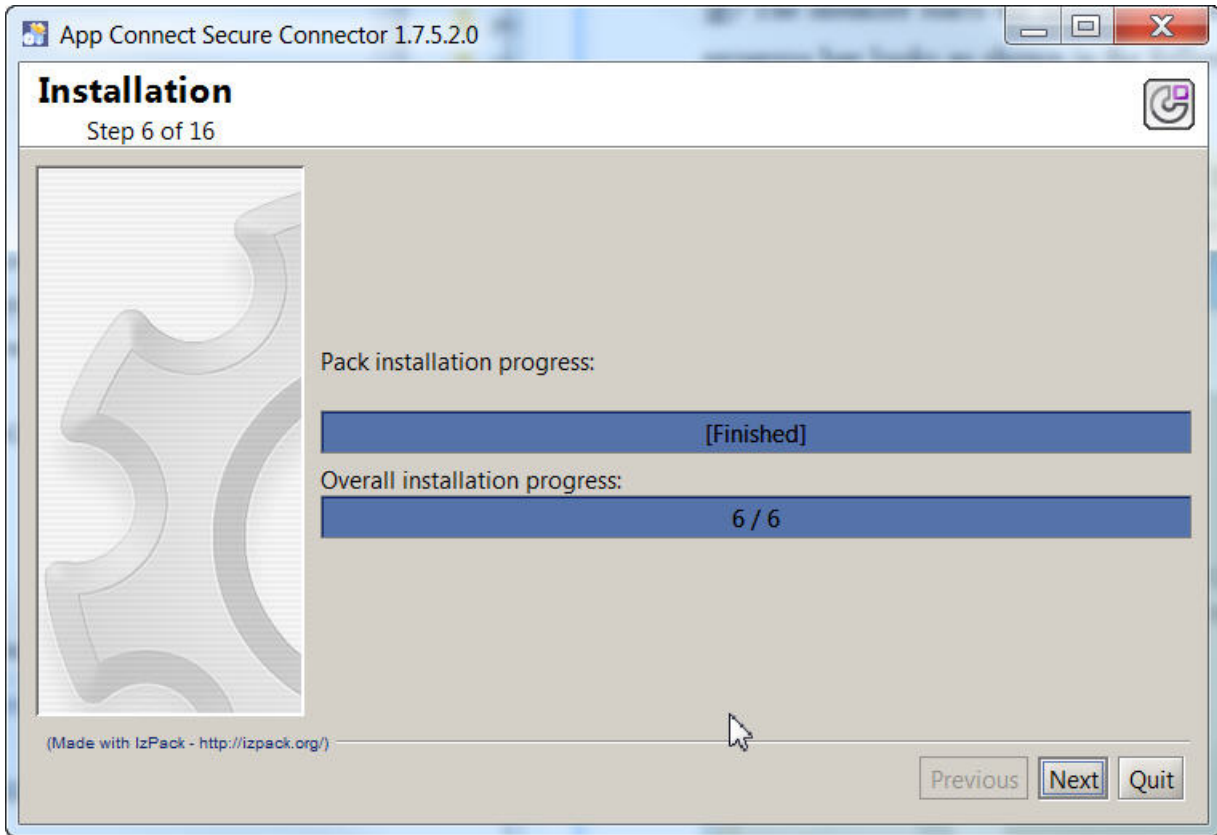 App Connect Secure Connector 1.7.5.2.0
Installation
Step 6 of 16
Pack installation progress:
[Finished]
Overall installation progress:
6 / 6
(Made with IzPack - http://izpack.org/)
Previous Next Quit